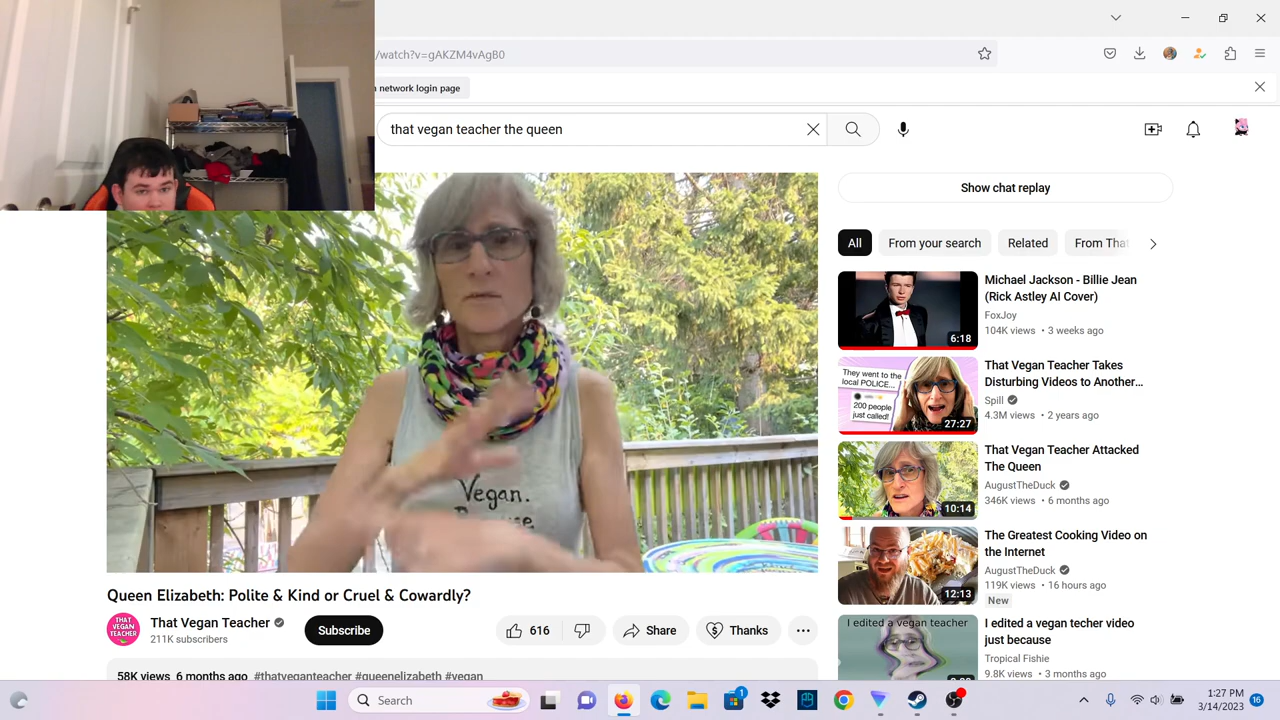 /watch?v=gAKZM4vAgB0
n network login page
that vegan teacher the queen
Show chat replay
All
From your search
Related
From Tha
Michael Jackson - Billie Jean
(Rick Astley AI Cover)
FoxJoy
104K views • 3 weeks ago
6:18
They went to the
local POLICE...
200 people
just called!
27:27
That Vegan Teacher Takes
Disturbing Videos to Another...
Spill
4.3M views • 2 years ago
That Vegan Teacher Attacked
The Queen
AugustTheDuck
346K views • 6 months ago
10:14
The Greatest Cooking Video on
the Internet
AugustTheDuck
119K views • 16 hours ago
New
12:13
I edited a vegan teacher
I edited a vegan techer video
just because
Tropical Fishie
9.8K views • 3 months ago
Vegan.
Queen Elizabeth: Polite & Kind or Cruel & Cowardly?
THAT
VEGAN
TEACHER
That Vegan Teacher
211K subscribers
Subscribe
616
Share
Thanks
58K views 6 months ago #thatveganteacher #queenelizabeth #vegan
Search
1
1:27 PM
3/14/2023
16